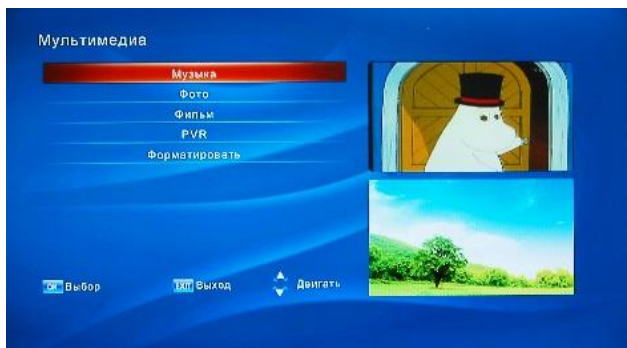 Мультимедиа
Музыка
Фото
Фильм
PVR
Форматировать
OK Выбор EXIT Выход Двигать